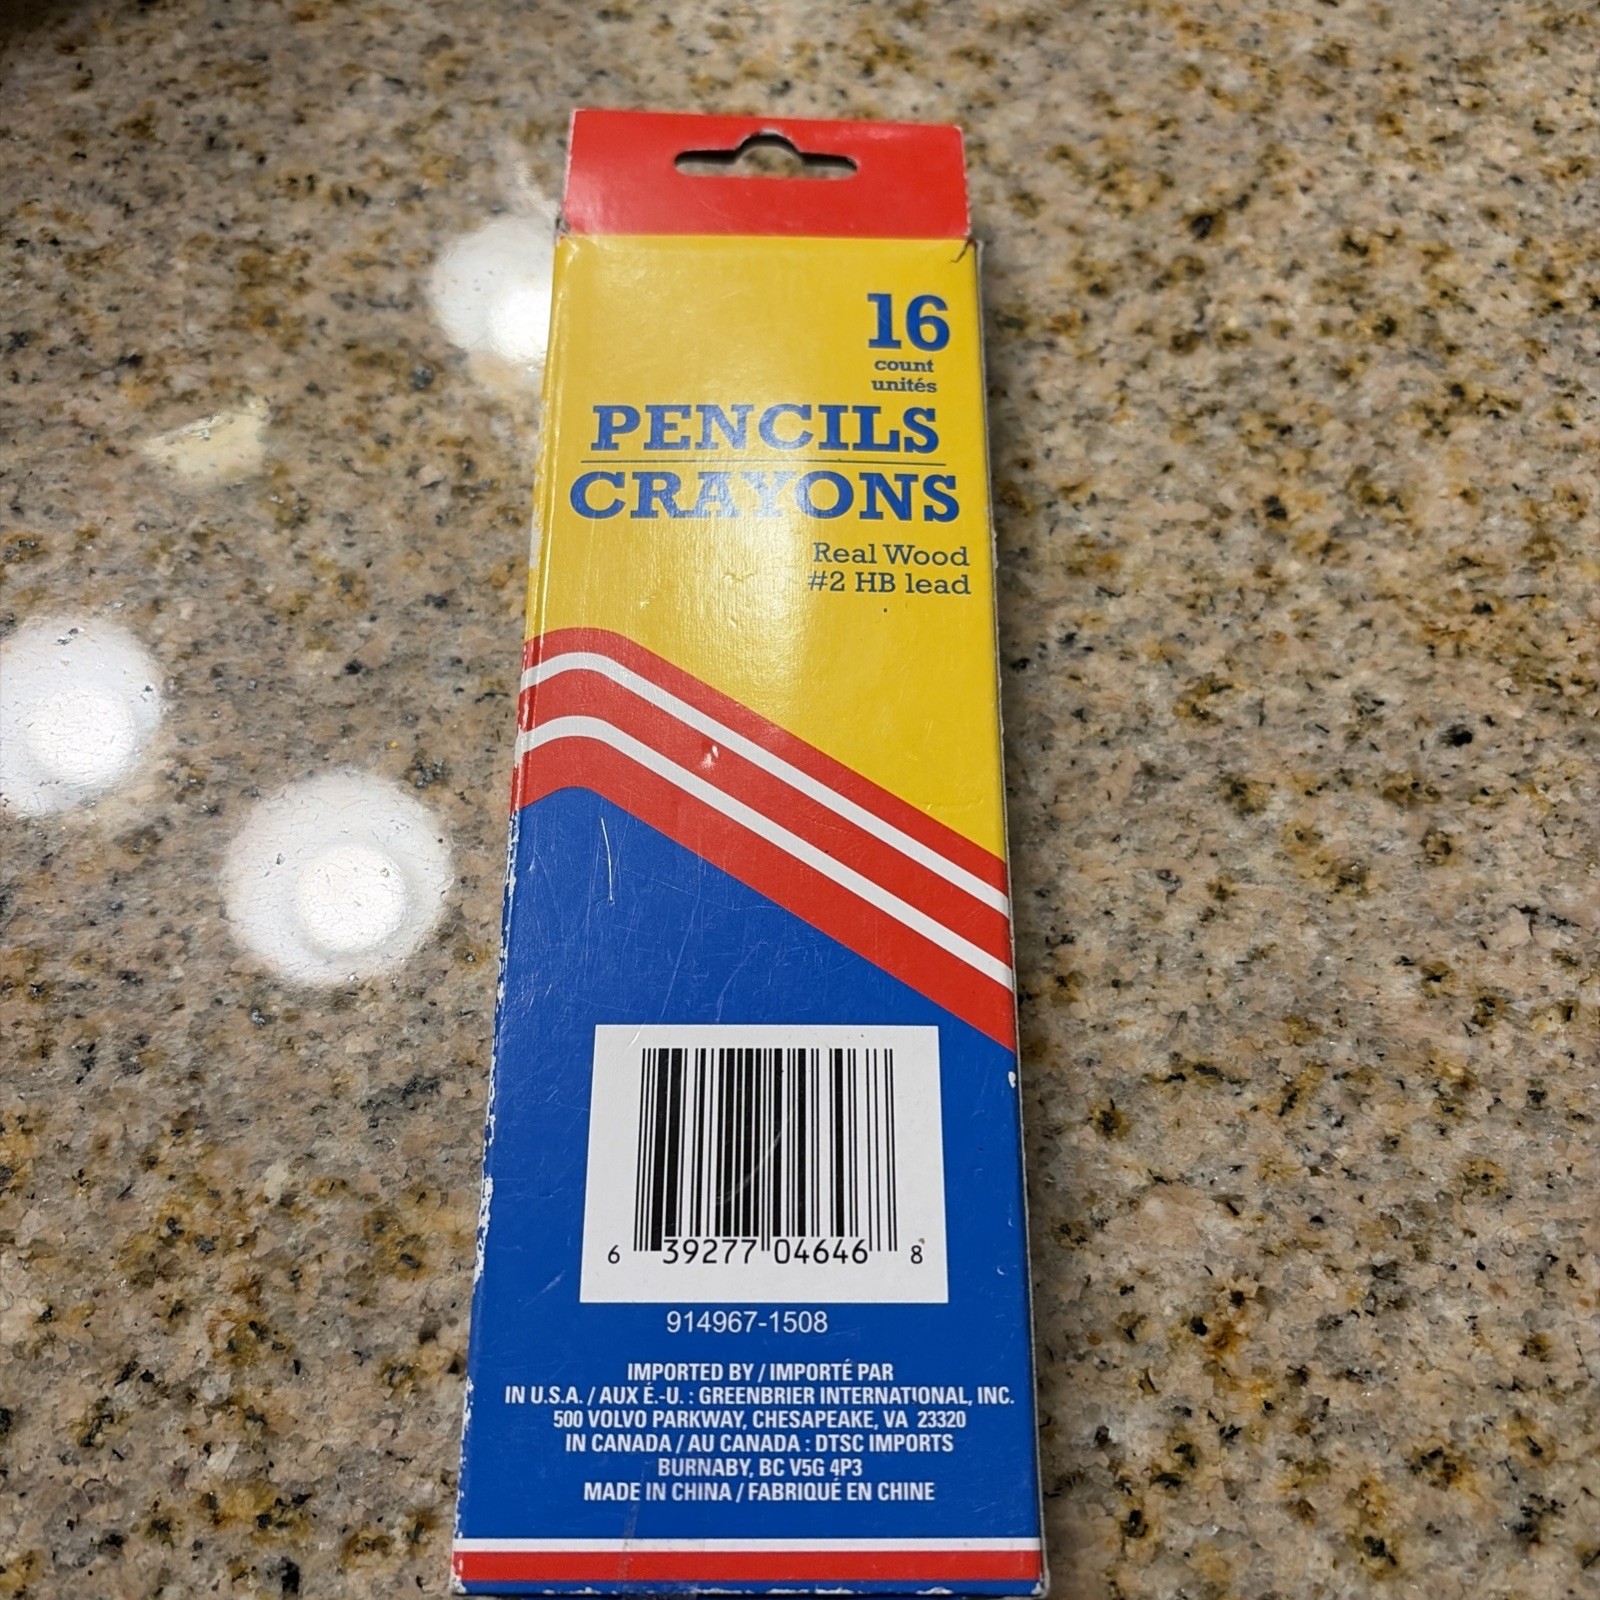 16
count
unités
PENCILS
CRAYONS
Real Wood
#2 HB lead
6 39277 04646 8
914967-1508
IMPORTED BY / IMPORTÉ PAR
IN U.S.A. / AUX É.-U. : GREENBRIER INTERNATIONAL, INC.
500 VOLVO PARKWAY, CHESAPEAKE, VA 23320
IN CANADA / AU CANADA : DTSC IMPORTS
BURNABY, BC V5G 4P3
MADE IN CHINA / FABRIQUÉ EN CHINE